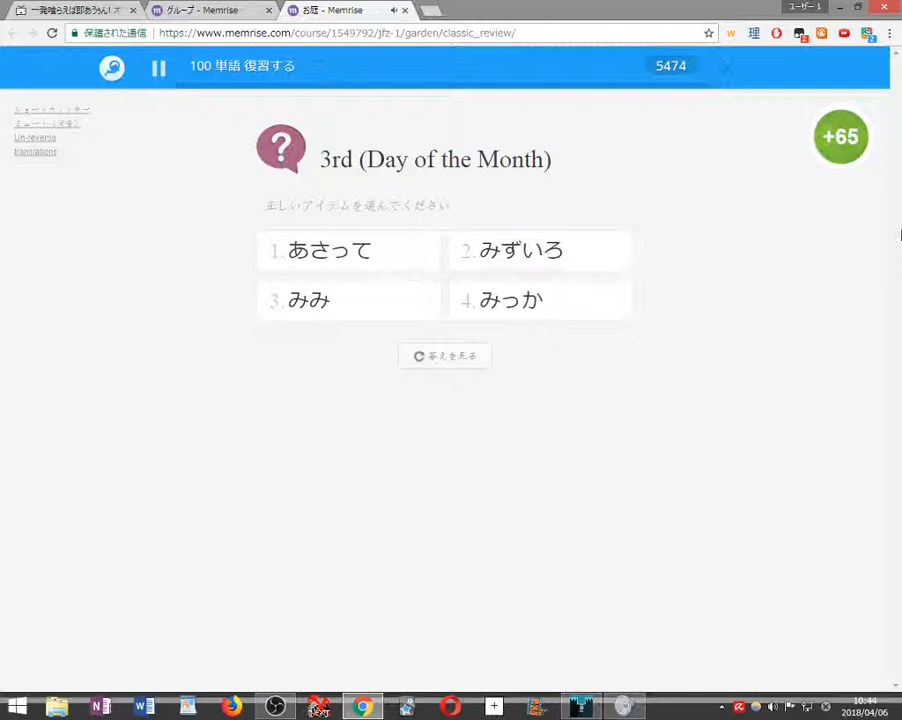 一発喰らえば即あうん!
グループ - Memrise
お庭 - Memrise
ユーザー 1
保護された通信
https://www.memrise.com/course/1549792/jfz-1/garden/classic_review/
100 単語 復習する
5474
Un-reverse
translations
+65
3rd (Day of the Month)
正しいアイテムを選んでください
1. あさって
2. みずいろ
3. みみ
4. みっか
答えを見る
10:44
2018/04/06